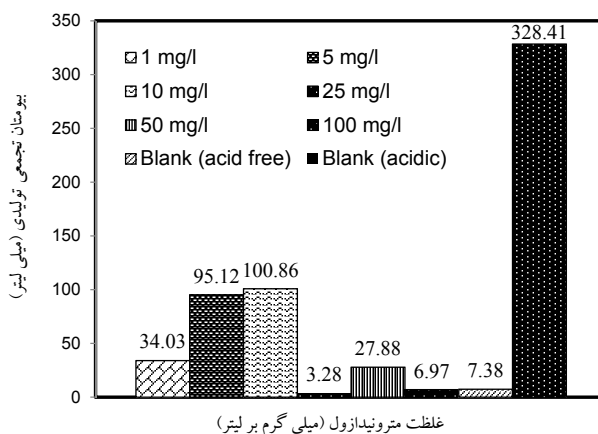 350
300
250
200
150
100
50
0
بیومتان تجمعی تولیدی (میلی لیتر)
1 mg/l
5 mg/l
10 mg/l
25 mg/l
50 mg/l
100 mg/l
Blank (acid free)
Blank (acidic)
34.03
95.12
100.86
3.28
27.88
6.97
7.38
328.41
غلظت مترونیدازول (میلی گرم بر لیتر)